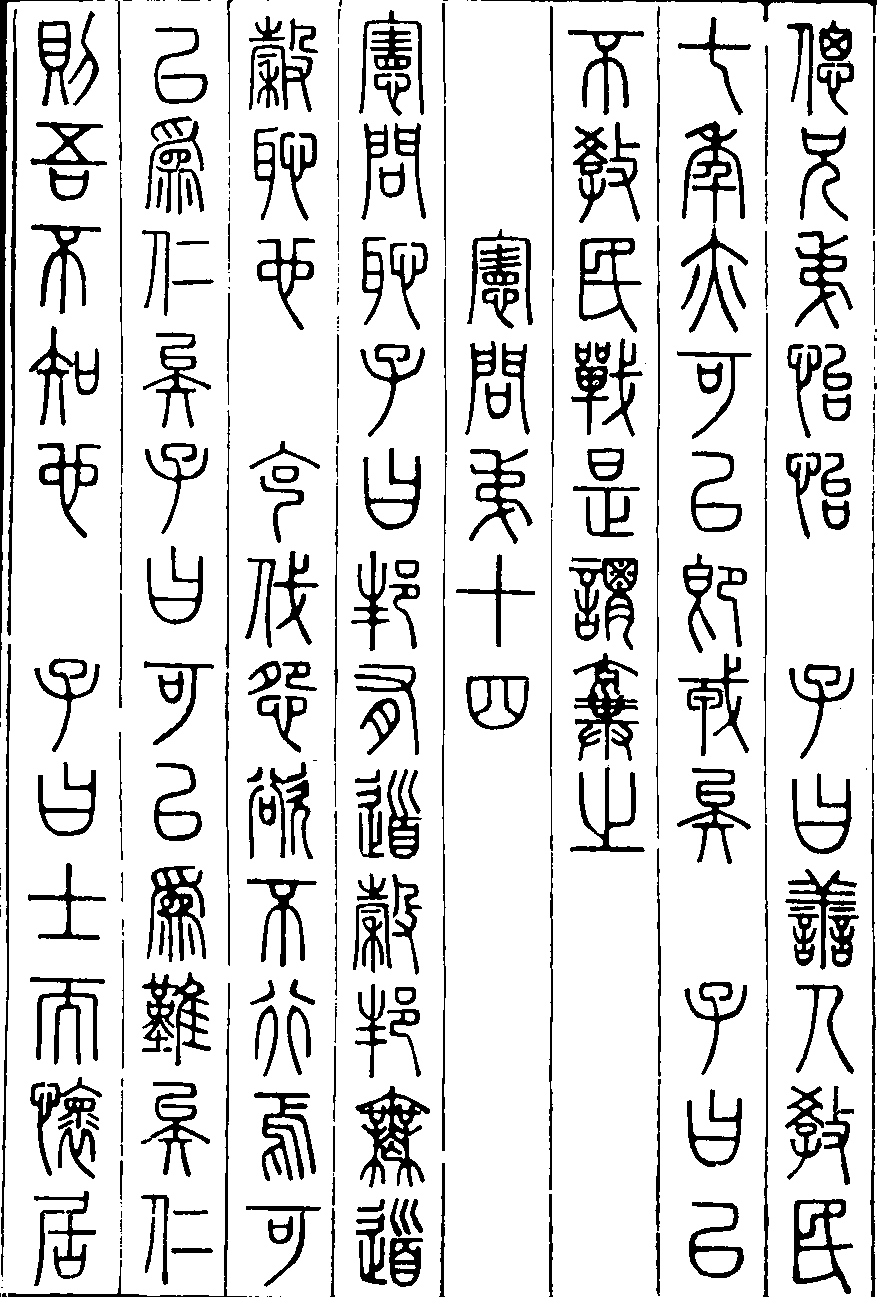 偲兄弟怡怡　子曰善人教民
七年亦可以即戎矣　子曰以
不教民戰是謂棄之
憲問弟十四
憲問恥子曰邦有道穀邦無道
穀恥也　克伐怨欲不行焉可
以爲仁矣子曰可以爲難矣仁
則吾不知也　子曰士而懷居